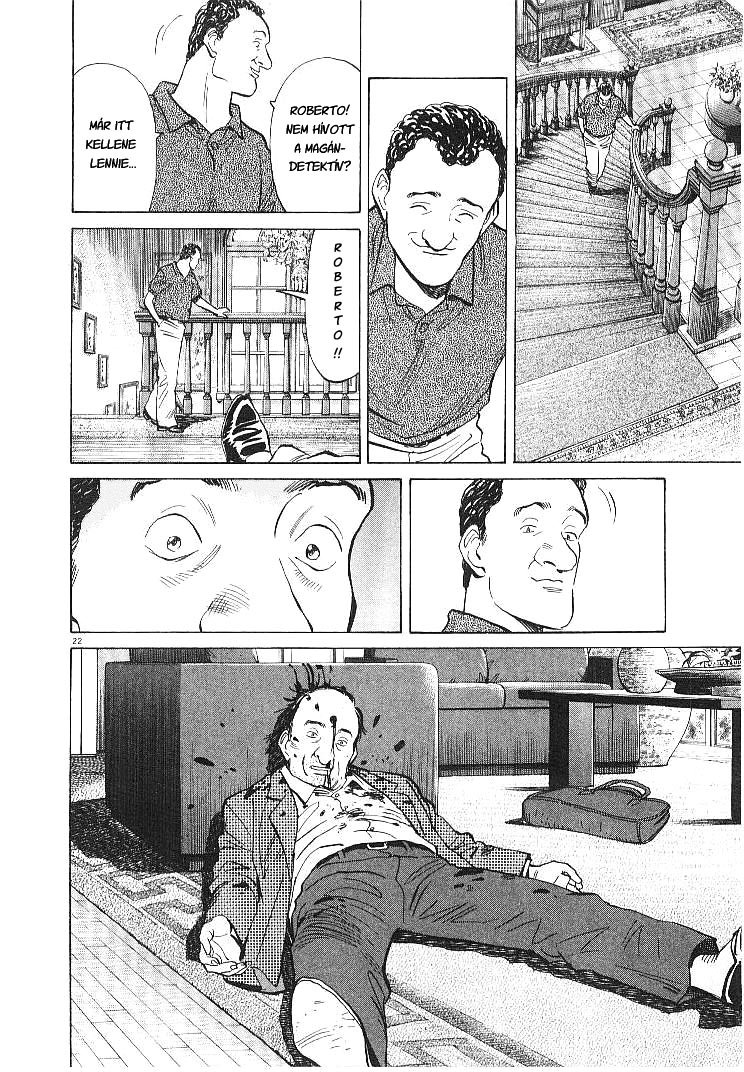 ROBERTO!
NEM HÍVOTT
A MAGÁN-
DETEKTÍV?
MÁR ITT
KELLENE
LENNIE...
ROBERTO!!
22